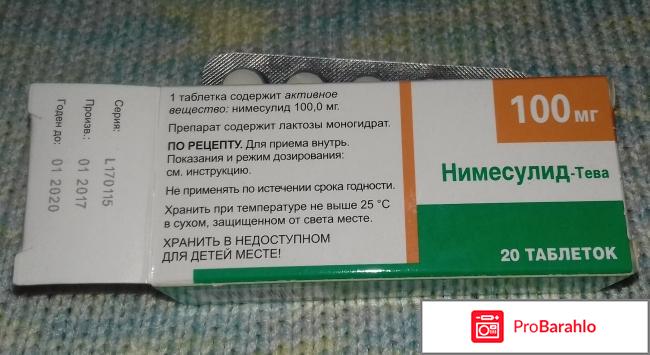 Серия: L170115
Произв.: 01 2017
Годен до: 01 2020
1 таблетка содержит активное
вещество: нимесулид 100,0 мг.
Препарат содержит лактозы моногидрат.
ПО РЕЦЕПТУ. Для приема внутрь.
Показания и режим дозирования:
см. инструкцию.
Не применять по истечении срока годности.
Хранить при температуре не выше 25 °С
в сухом, защищенном от света месте.
ХРАНИТЬ В НЕДОСТУПНОМ
ДЛЯ ДЕТЕЙ МЕСТЕ!
100 мг
Нимесулид-Тева
20 ТАБЛЕТОК
ProBarahlo